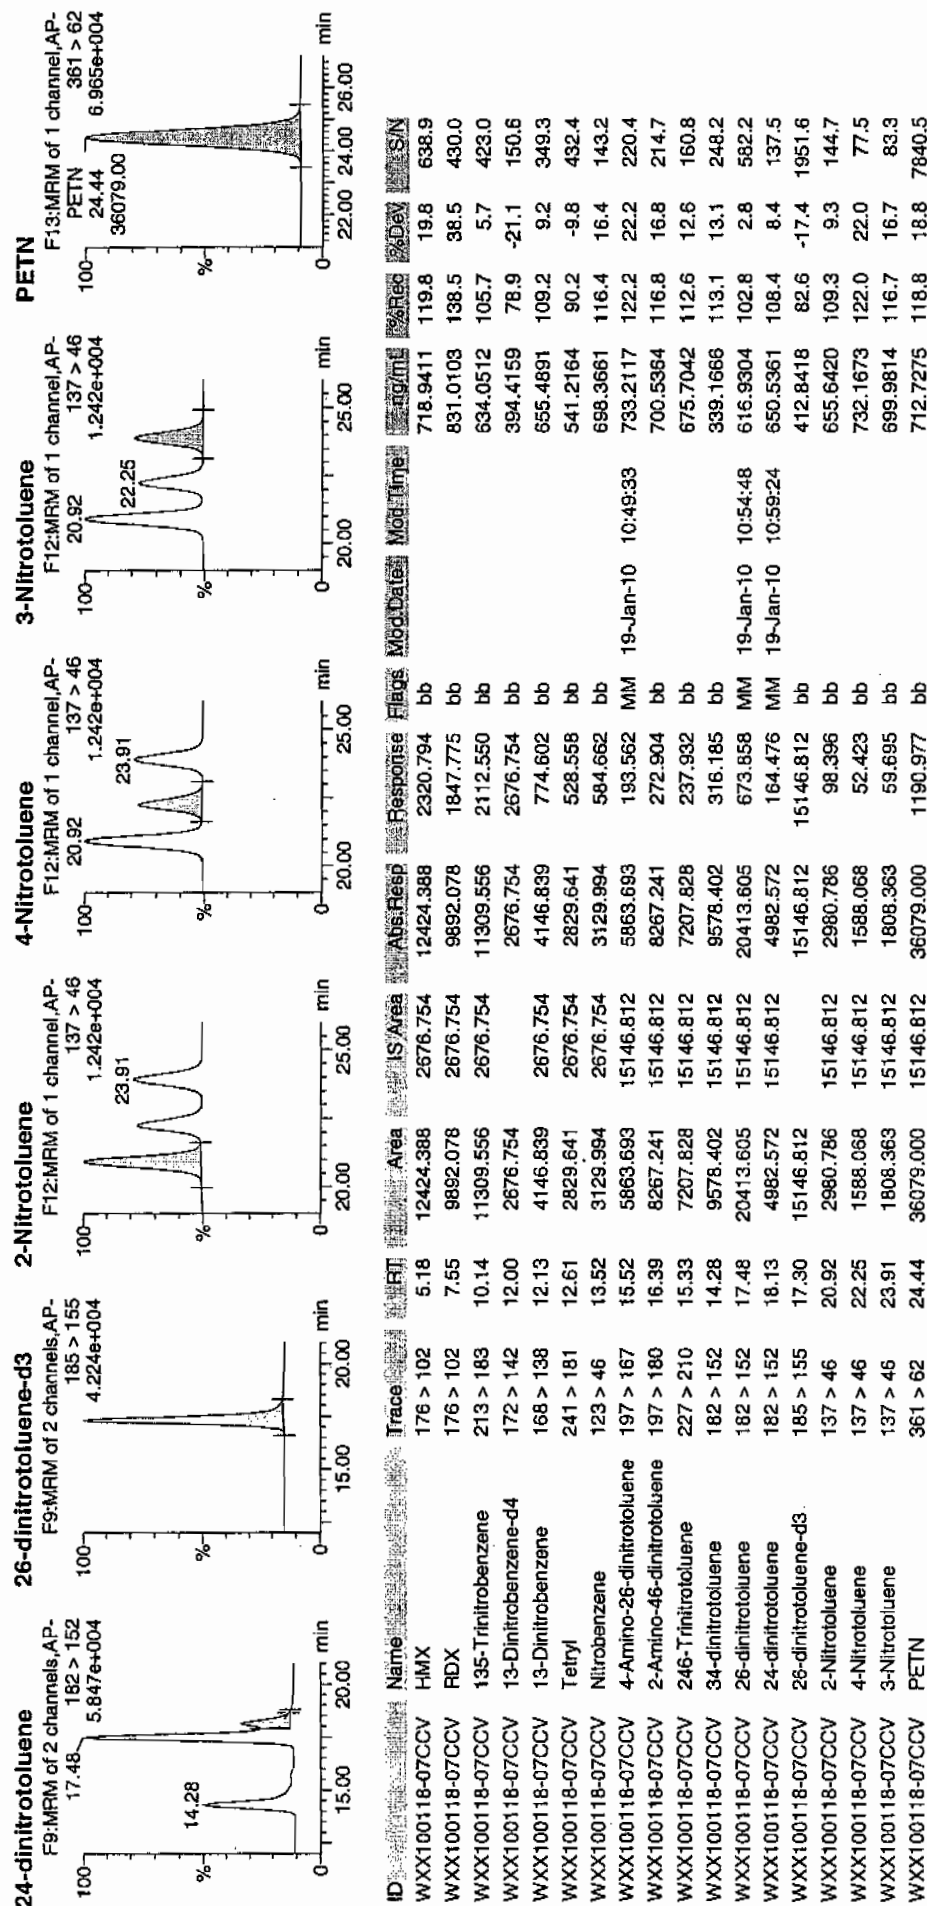 24-dinitrotoluene
F9:MRM of 2 channels,AP-
182 > 152
5.847e+004
17.48
14.28
100
%
0
15.00 20.00 min
26-dinitrotoluene-d3
F9:MRM of 2 channels,AP-
185 > 155
4.224e+004
100
%
0
15.00 20.00 min
2-Nitrotoluene
F12:MRM of 1 channel,AP-
137 > 46
1.242e+004
23.91
100
%
0
20.00 25.00 min
4-Nitrotoluene
F12:MRM of 1 channel,AP-
137 > 46
1.242e+004
20.92
23.91
100
%
0
20.00 25.00 min
3-Nitrotoluene
F12:MRM of 1 channel,AP-
137 > 46
1.242e+004
20.92
22.25
100
%
0
20.00 25.00 min
PETN
F13:MRM of 1 channel,AP-
361 > 62
6.965e+004
PETN
24.44
36079.00
100
%
0
22.00 24.00 26.00 min
ID Name Trace RT Area IS Area Abs.Resp Response Flags Mod.Date Mod.Time ng/mL %Rec %Dev S/N
WXX100118-07CCV HMX 176 > 102 5.18 12424.388 2676.754 12424.388 2320.794 bb 718.9411 119.8 19.8 638.9
WXX100118-07CCV RDX 176 > 102 7.55 9892.078 2676.754 9892.078 1847.775 bb 831.0103 138.5 38.5 430.0
WXX100118-07CCV 135-Trinitrobenzene 213 > 183 10.14 11309.556 2676.754 11309.556 2112.550 bb 634.0512 105.7 5.7 423.0
WXX100118-07CCV 13-Dinitrobenzene-d4 172 > 142 12.00 2676.754 2676.754 2676.754 bb 394.4159 78.9 -21.1 150.6
WXX100118-07CCV 13-Dinitrobenzene 168 > 138 12.13 4146.839 2676.754 4146.839 774.602 bb 655.4891 109.2 9.2 349.3
WXX100118-07CCV Tetryl 241 > 181 12.61 2829.641 2676.754 2829.641 528.558 bb 541.2164 90.2 -9.8 432.4
WXX100118-07CCV Nitrobenzene 123 > 46 13.52 3129.994 2676.754 3129.994 584.662 bb 698.3661 116.4 16.4 143.2
WXX100118-07CCV 4-Amino-26-dinitrotoluene 197 > 167 15.52 5863.693 15146.812 5863.693 193.562 MM 19-Jan-10 10:49:33 733.2117 122.2 22.2 220.4
WXX100118-07CCV 2-Amino-46-dinitrotoluene 197 > 180 16.39 8267.241 15146.812 8267.241 272.904 bb 700.5364 116.8 16.8 214.7
WXX100118-07CCV 246-Trinitrotoluene 227 > 210 15.33 7207.828 15146.812 7207.828 237.932 bb 675.7042 112.6 12.6 160.8
WXX100118-07CCV 34-dinitrotoluene 182 > 152 14.28 9578.402 15146.812 9578.402 316.185 bb 339.1666 113.1 13.1 248.2
WXX100118-07CCV 26-dinitrotoluene 182 > 152 17.48 20413.605 15146.812 20413.605 673.858 MM 19-Jan-10 10:54:48 616.9304 102.8 2.8 582.2
WXX100118-07CCV 24-dinitrotoluene 182 > 152 18.13 4982.572 15146.812 4982.572 164.476 MM 19-Jan-10 10:59:24 650.5361 108.4 8.4 137.5
WXX100118-07CCV 26-dinitrotoluene-d3 185 > 155 17.30 15146.812 15146.812 15146.812 bb 412.8418 82.6 -17.4 1951.6
WXX100118-07CCV 2-Nitrotoluene 137 > 46 20.92 2980.786 15146.812 2980.786 98.396 bb 655.6420 109.3 9.3 144.7
WXX100118-07CCV 4-Nitrotoluene 137 > 46 22.25 1588.068 15146.812 1588.068 52.423 bb 732.1673 122.0 22.0 77.5
WXX100118-07CCV 3-Nitrotoluene 137 > 46 23.91 1808.363 15146.812 1808.363 59.695 bb 699.9814 116.7 16.7 83.3
WXX100118-07CCV PETN 361 > 62 24.44 36079.000 15146.812 36079.000 1190.977 bb 712.7275 118.8 18.8 7840.5